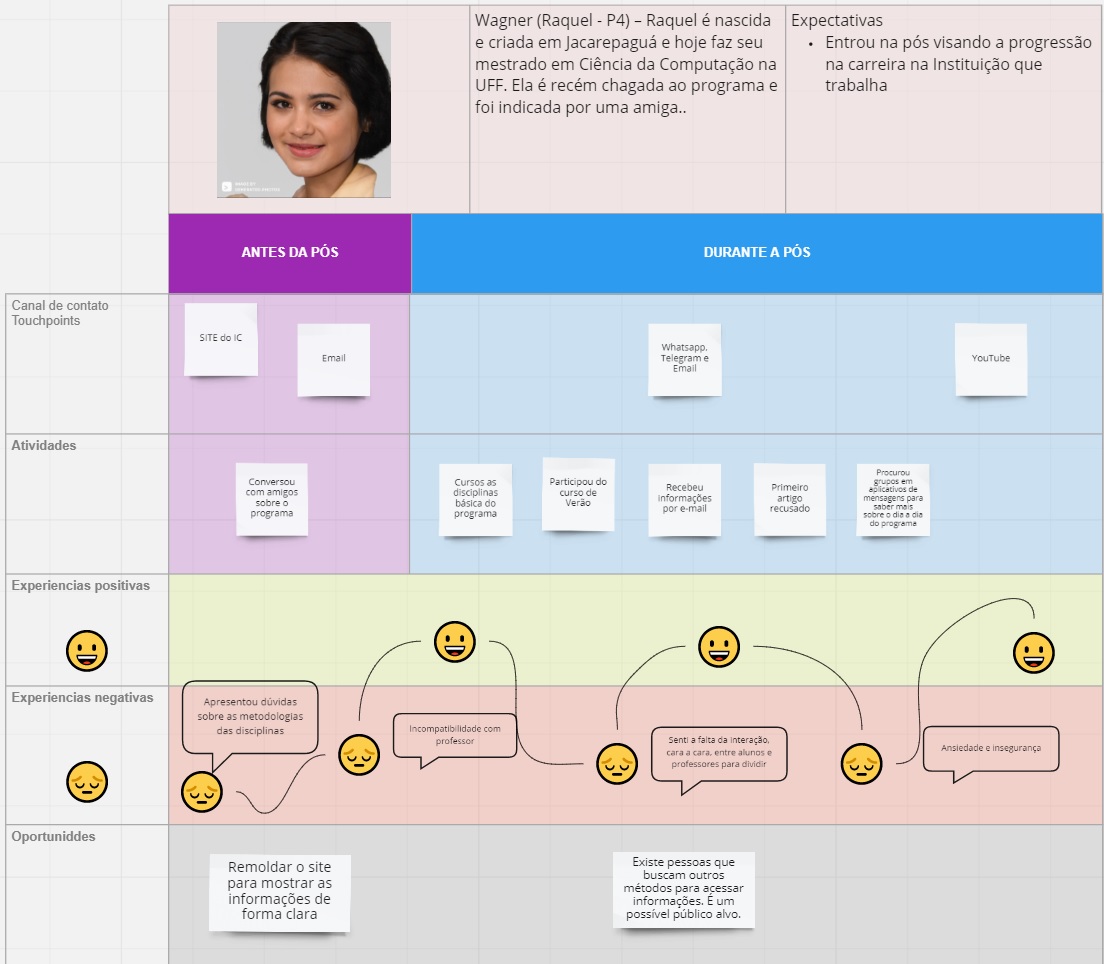 Wagner (Raquel - P4) – Raquel é nascida
e criada em Jacarepaguá e hoje faz seu
mestrado em Ciência da Computação na
UFF. Ela é recém chagada ao programa e
foi indicada por uma amiga..
Expectativas
• Entrou na pós visando a progressão
na carreira na Instituição que
trabalha
ANTES DA PÓS
DURANTE A PÓS
Canal de contato
Touchpoints
SITE do IC
Email
Whatsapp,
Telegram e
Email
YouTube
Atividades
Conversou
com amigos
sobre o
programa
Cursos as
disciplinas
básica do
programa
Participou do
curso de
Verão
Recebeu
informações
por e-mail
Primeiro
artigo
recusado
Procurou
grupos em
aplicativos de
mensagens para
saber mais
sobre o dia a dia
do programa
Experiencias positivas
Experiencias negativas
Apresentou dúvidas
sobre as metodologias
das disciplinas
Incompatibilidade com
professor
Senti a falta da interação,
cara a cara, entre alunos e
professores para dividir
Ansiedade e insegurança
Oportuniddes
Remoldar o site
para mostrar as
informações de
forma clara
Existe pessoas que
buscam outros
métodos para acessar
informações. É um
possível público alvo.